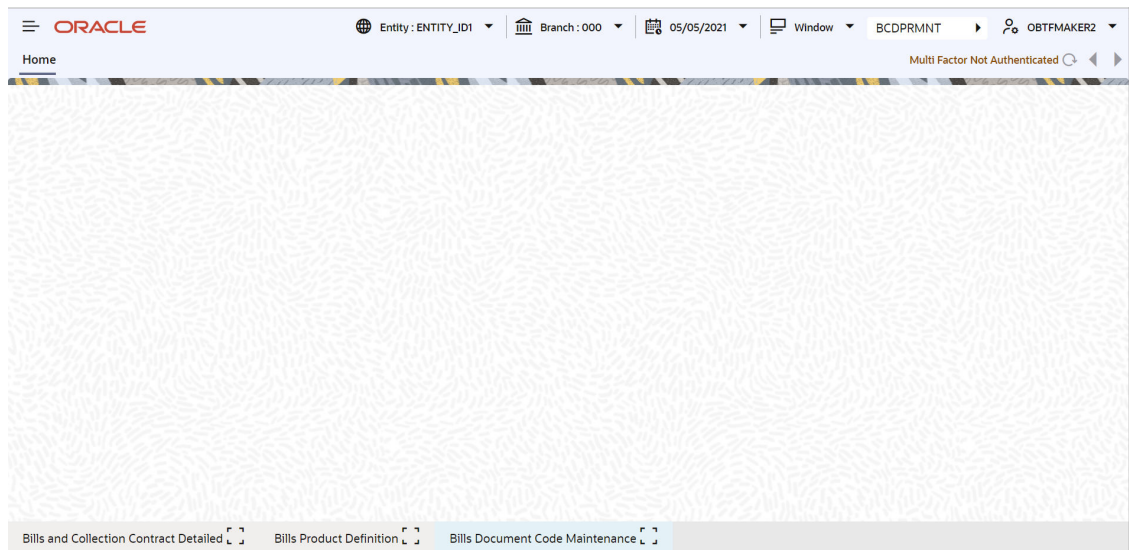 ORACLE Entity : ENTITY_ID1 Branch : 000 05/05/2021 Window BCDPRMNT OBTFMAKER2
Home Multi Factor Not Authenticated
Bills and Collection Contract Detailed Bills Product Definition Bills Document Code Maintenance